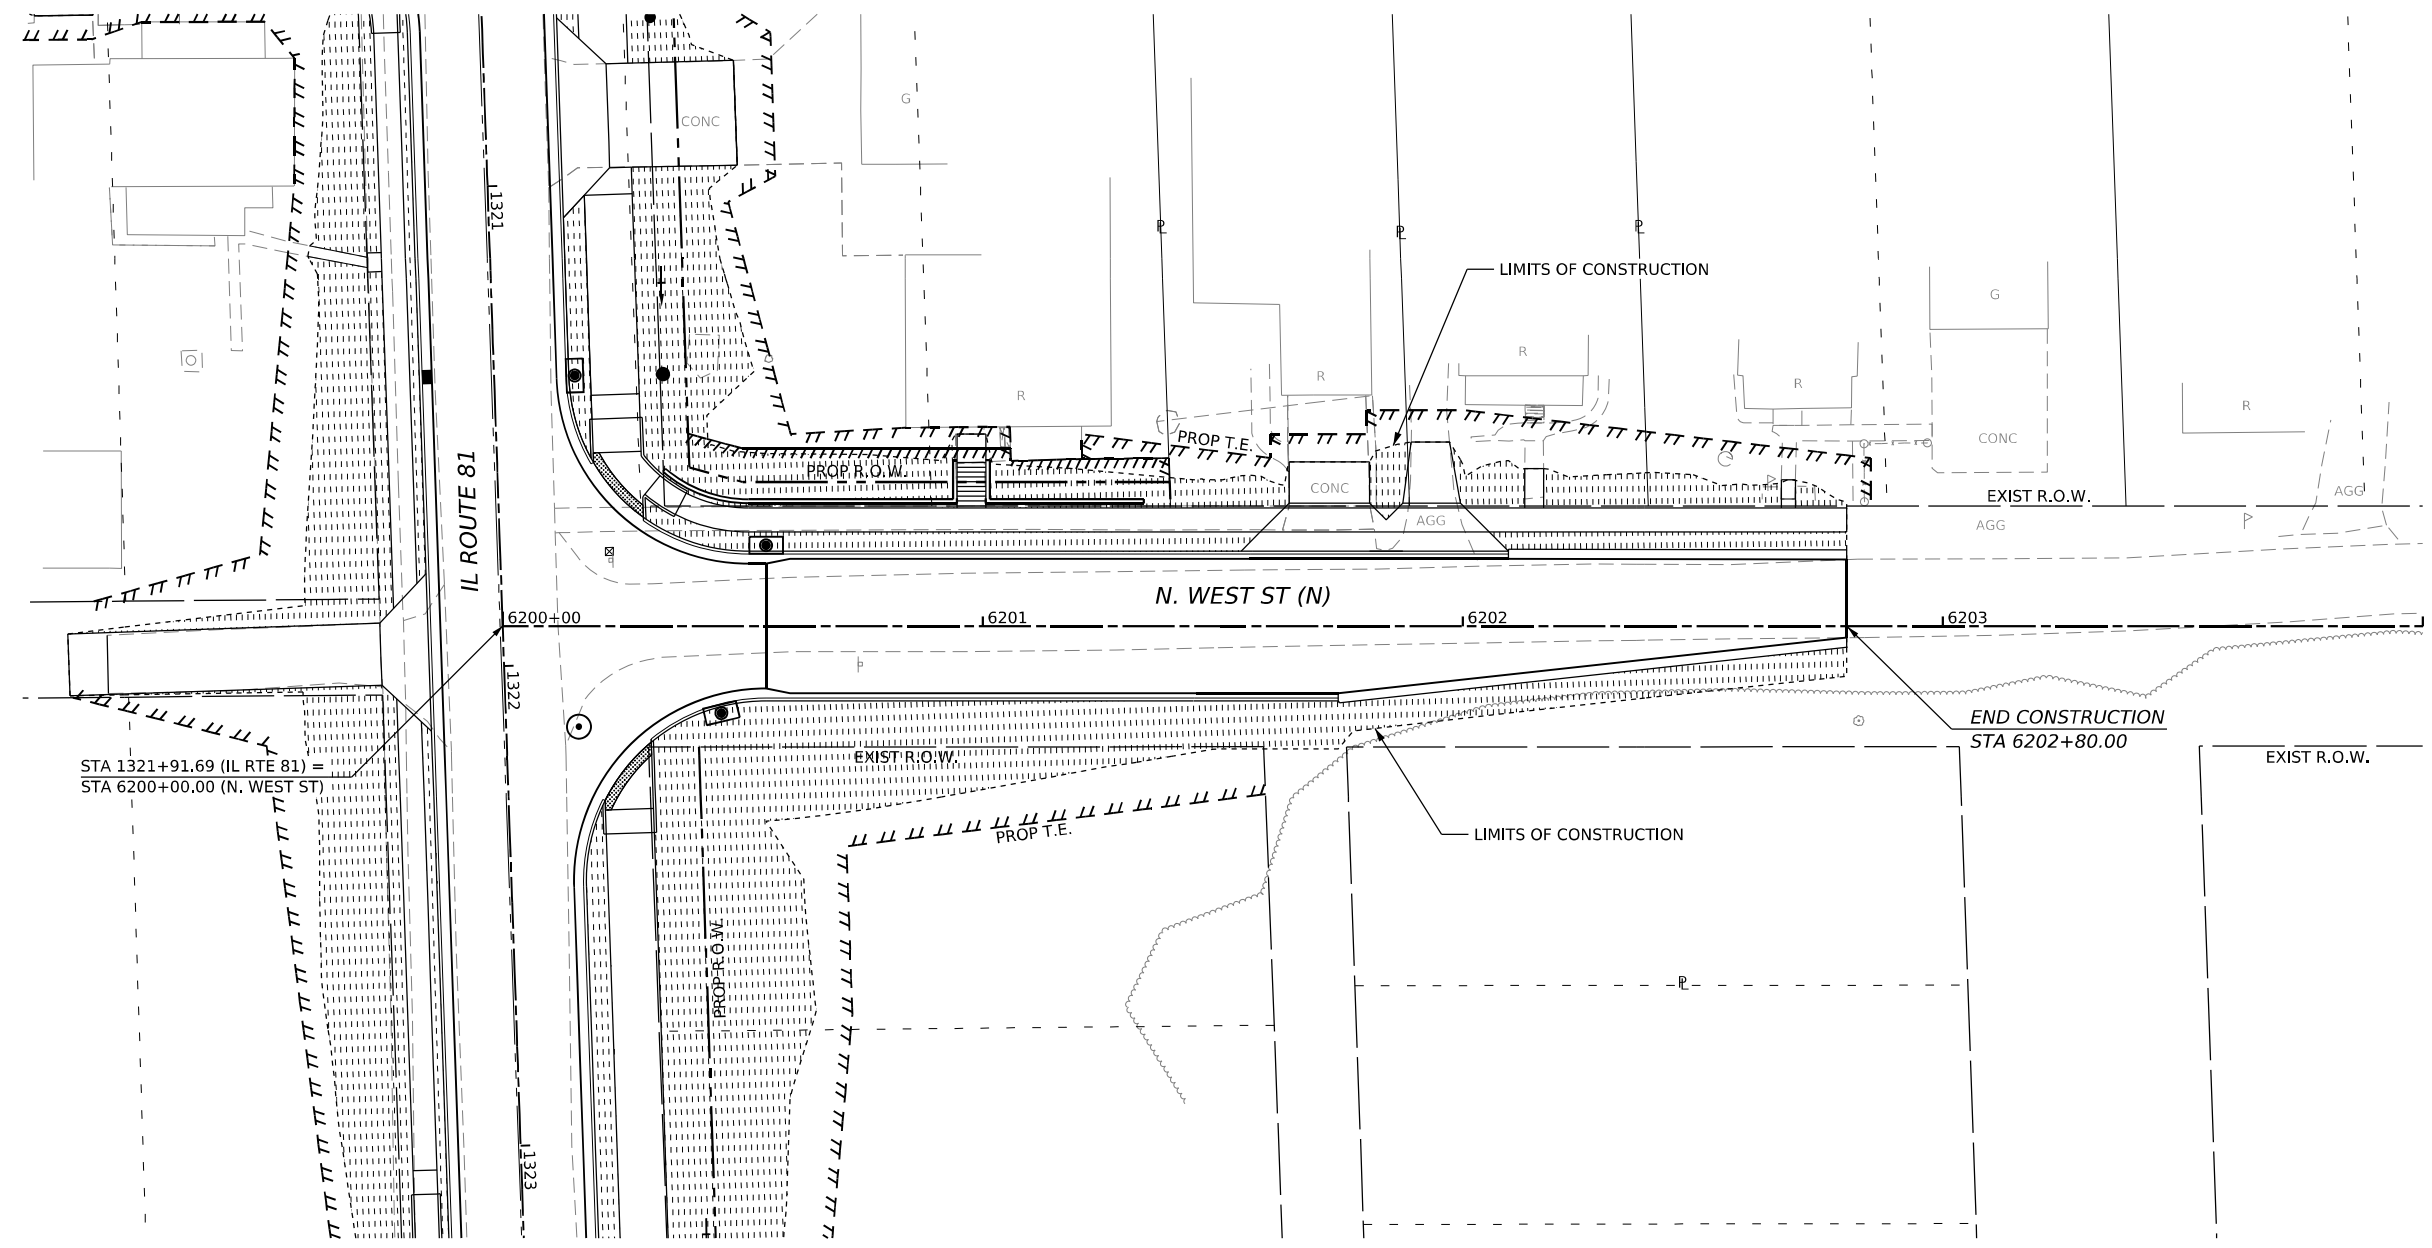 CONC
G
1321
LIMITS OF CONSTRUCTION
G
R
R
R
R
R
PROP T.E.
PROP R.O.W.
CONC
CONC
AGG
EXIST R.O.W.
AGG
AGG
IL ROUTE 81
N. WEST ST (N)
6200+00
6201
6202
6203
1322
END CONSTRUCTION
STA 6202+80.00
STA 1321+91.69 (IL RTE 81) =
STA 6200+00.00 (N. WEST ST)
EXIST R.O.W.
EXIST R.O.W.
PROP T.E.
LIMITS OF CONSTRUCTION
PROP R.O.W.
1323